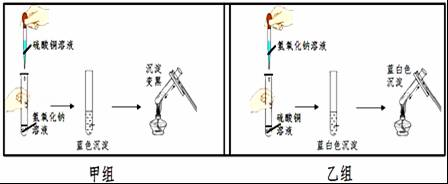 硫酸铜溶液
氢氧化钠
溶液
蓝色沉淀
沉淀
变黑
甲组
氢氧化钠溶液
硫酸铜
溶液
蓝白色沉淀
蓝白色
沉淀
乙组